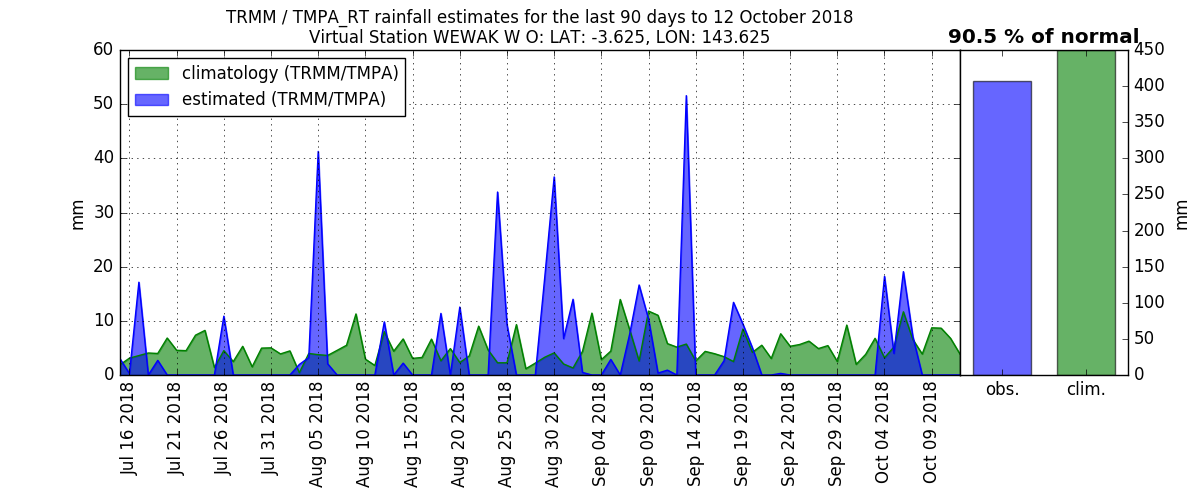 TRMM / TMPA_RT rainfall estimates for the last 90 days to 12 October 2018
Virtual Station WEWAK W O: LAT: -3.625, LON: 143.625
90.5 % of normal
climatology (TRMM/TMPA)
estimated (TRMM/TMPA)
60
50
40
30
20
10
0
mm
Jul 16 2018
Jul 21 2018
Jul 26 2018
Jul 31 2018
Aug 05 2018
Aug 10 2018
Aug 15 2018
Aug 20 2018
Aug 25 2018
Aug 30 2018
Sep 04 2018
Sep 09 2018
Sep 14 2018
Sep 19 2018
Sep 24 2018
Sep 29 2018
Oct 04 2018
Oct 09 2018
obs.
clim.
450
400
350
300
250
200
150
100
50
0
mm